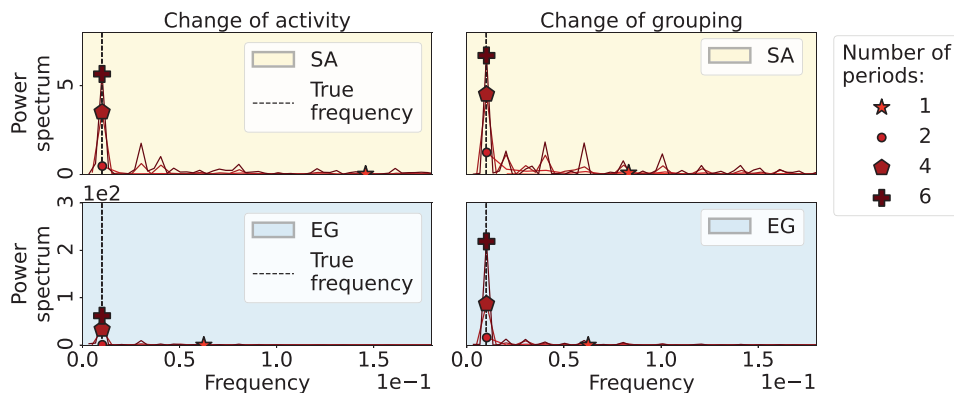 Change of activity
Change of grouping
Power
spectrum
5
0
SA
True
frequency
SA
Number of
periods:
1
2
4
6
1e2
Power
spectrum
3
2
1
0
EG
True
frequency
EG
0.0
0.5
1.0
1.5
0.0
0.5
1.0
1.5
Frequency
1e−1
Frequency
1e−1